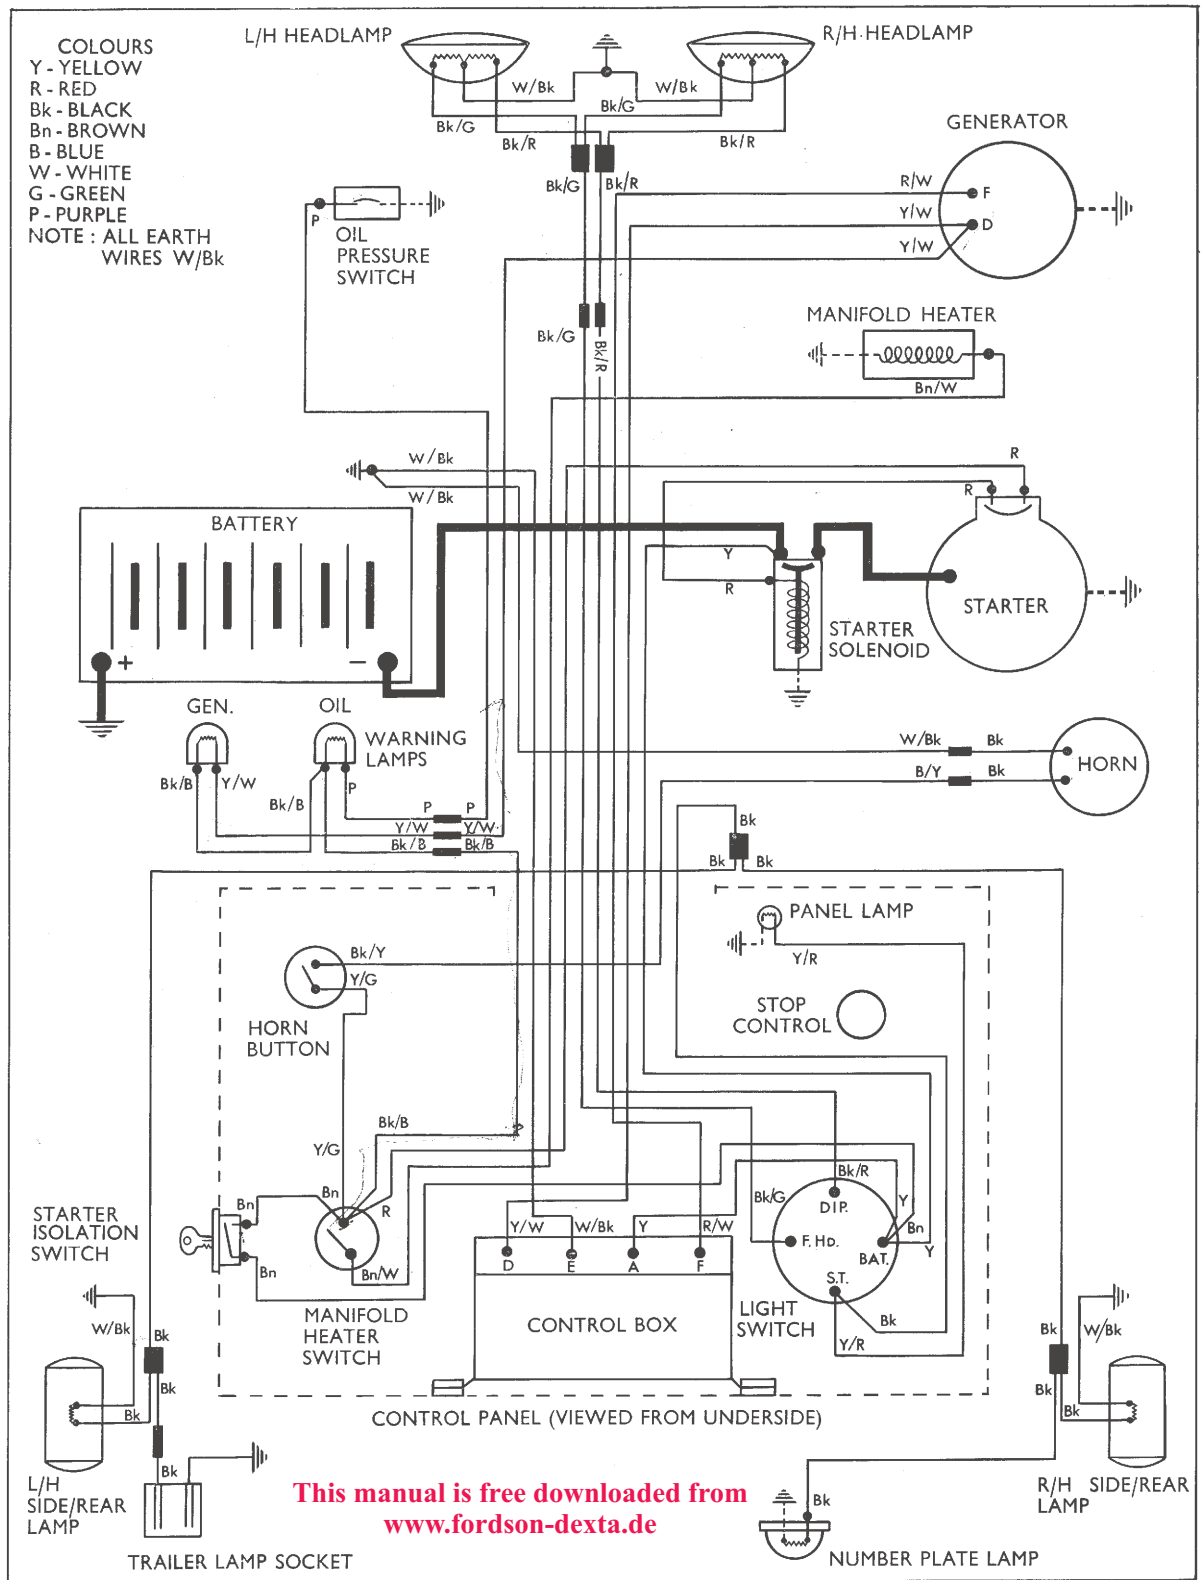 COLOURS
Y - YELLOW
R - RED
Bk - BLACK
Bn - BROWN
B - BLUE
W - WHITE
G - GREEN
P - PURPLE
NOTE : ALL EARTH
WIRES W/Bk
L/H HEADLAMP
R/H HEADLAMP
W/Bk
W/Bk
Bk/G
Bk/G
Bk/R
Bk/R
GENERATOR
Bk/G
Bk/R
R/W
F
Y/W
D
Y/W
P
OIL
PRESSURE
SWITCH
MANIFOLD HEATER
Bk/G
Bk/R
Bn/W
W/Bk
W/Bk
R
R
BATTERY
Y
R
STARTER
STARTER
SOLENOID
+
−
GEN.
OIL
WARNING
LAMPS
Bk/B
Y/W
Bk/B
P
P
P
Y/W
Y/W
Bk/B
Bk/B
W/Bk
Bk
B/Y
Bk
HORN
Bk
Bk
Bk
PANEL LAMP
Y/R
Bk/Y
Y/G
HORN
BUTTON
STOP
CONTROL
Bk/B
Y/G
Bn
R
Bn
Bn
Bn/W
STARTER
ISOLATION
SWITCH
MANIFOLD
HEATER
SWITCH
Y/W
W/Bk
Y
R/W
D
E
A
F
CONTROL BOX
Bk/R
Bk/G
DIP.
F. HD.
BAT.
S.T.
Y
Bn
Y
Bk
Y/R
LIGHT
SWITCH
CONTROL PANEL (VIEWED FROM UNDERSIDE)
W/Bk
Bk
Bk
Bk
Bk
L/H
SIDE/REAR
LAMP
TRAILER LAMP SOCKET
Bk
W/Bk
Bk
Bk
R/H SIDE/REAR
LAMP
Bk
NUMBER PLATE LAMP
This manual is free downloaded from
www.fordson-dexta.de